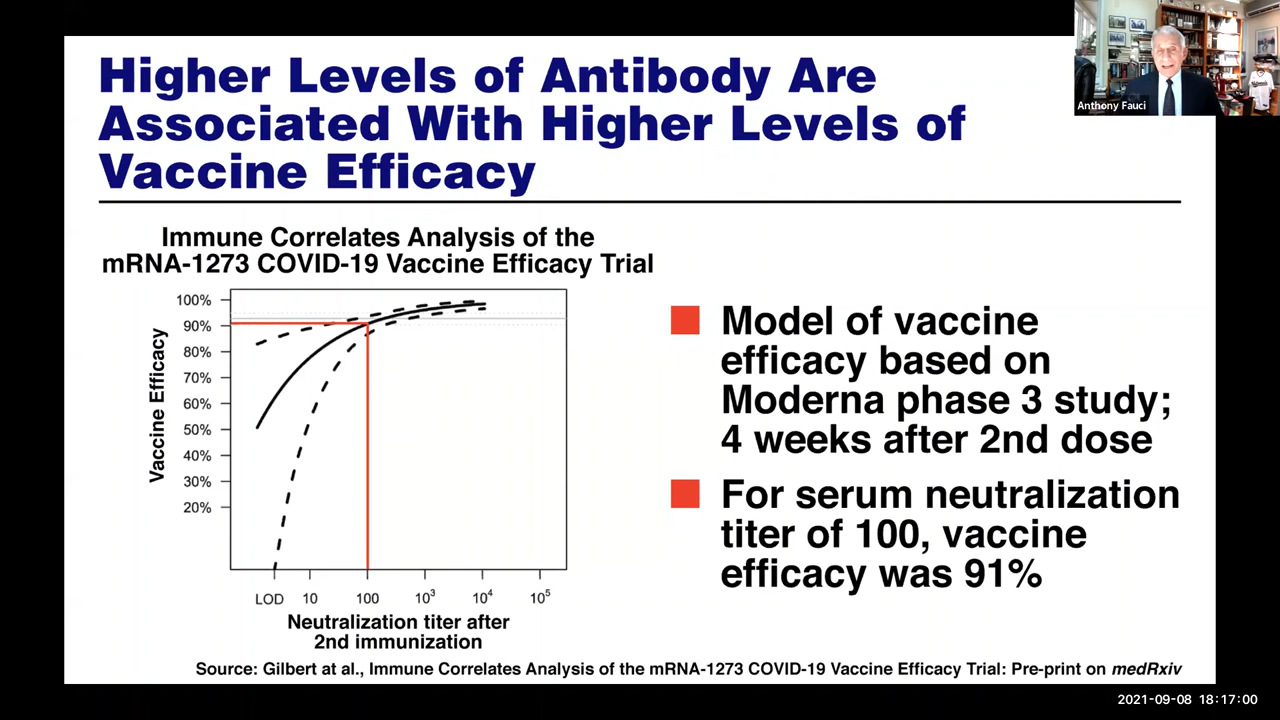 Higher Levels of Antibody Are
Associated With Higher Levels of
Vaccine Efficacy
Anthony Fauci
Immune Correlates Analysis of the
mRNA-1273 COVID-19 Vaccine Efficacy Trial
Vaccine Efficacy
100%
90%
80%
70%
60%
50%
40%
30%
20%
LOD 10 100 10³ 10⁴ 10⁵
Neutralization titer after
2nd immunization
Model of vaccine
efficacy based on
Moderna phase 3 study;
4 weeks after 2nd dose
For serum neutralization
titer of 100, vaccine
efficacy was 91%
Source: Gilbert at al., Immune Correlates Analysis of the mRNA-1273 COVID-19 Vaccine Efficacy Trial: Pre-print on medRxiv
2021-09-08 18:17:00